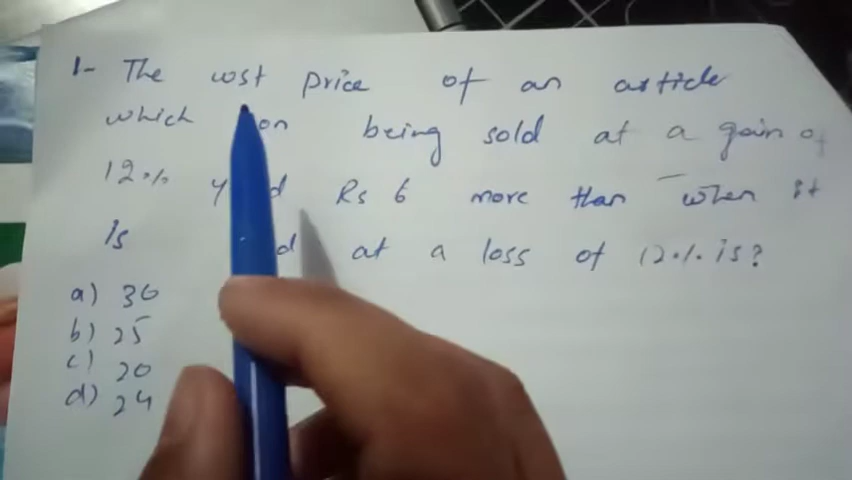 1- The cost price of an article
which on being sold at a gain of
12% Rs 6 more than when it
is at a loss of 12% is?
a) 30
b) 25
c) 20
d) 24